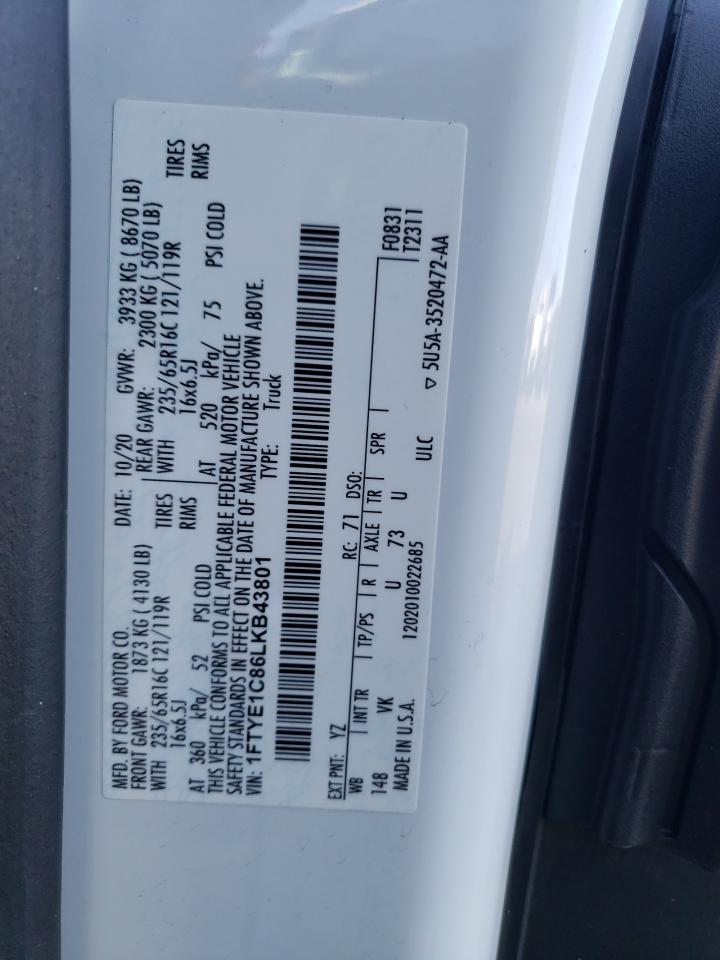 MFD. BY FORD MOTOR CO.
DATE: 10/20 GVWR: 3933 KG ( 8670 LB)
FRONT GAWR: 1873 KG ( 4130 LB)
REAR GAWR: 2300 KG ( 5070 LB)
WITH 235/65R16C 121/119R TIRES
WITH 235/65R16C 121/119R TIRES
16x6.5J RIMS
16x6.5J RIMS
AT 360 kPa/ 52 PSI COLD
AT 520 kPa/ 75 PSI COLD
THIS VEHICLE CONFORMS TO ALL APPLICABLE FEDERAL MOTOR VEHICLE
SAFETY STANDARDS IN EFFECT ON THE DATE OF MANUFACTURE SHOWN ABOVE.
VIN: 1FTYE1C86LKB43801
TYPE: Truck
EXT PNT: YZ RC: 71 DSO:
WB INT TR TP/PS R AXLE TR SPR F0831
148 VK U 73 U T2311
MADE IN U.S.A. 1202010022685 ULC ▽ 5U5A-3520472-AA